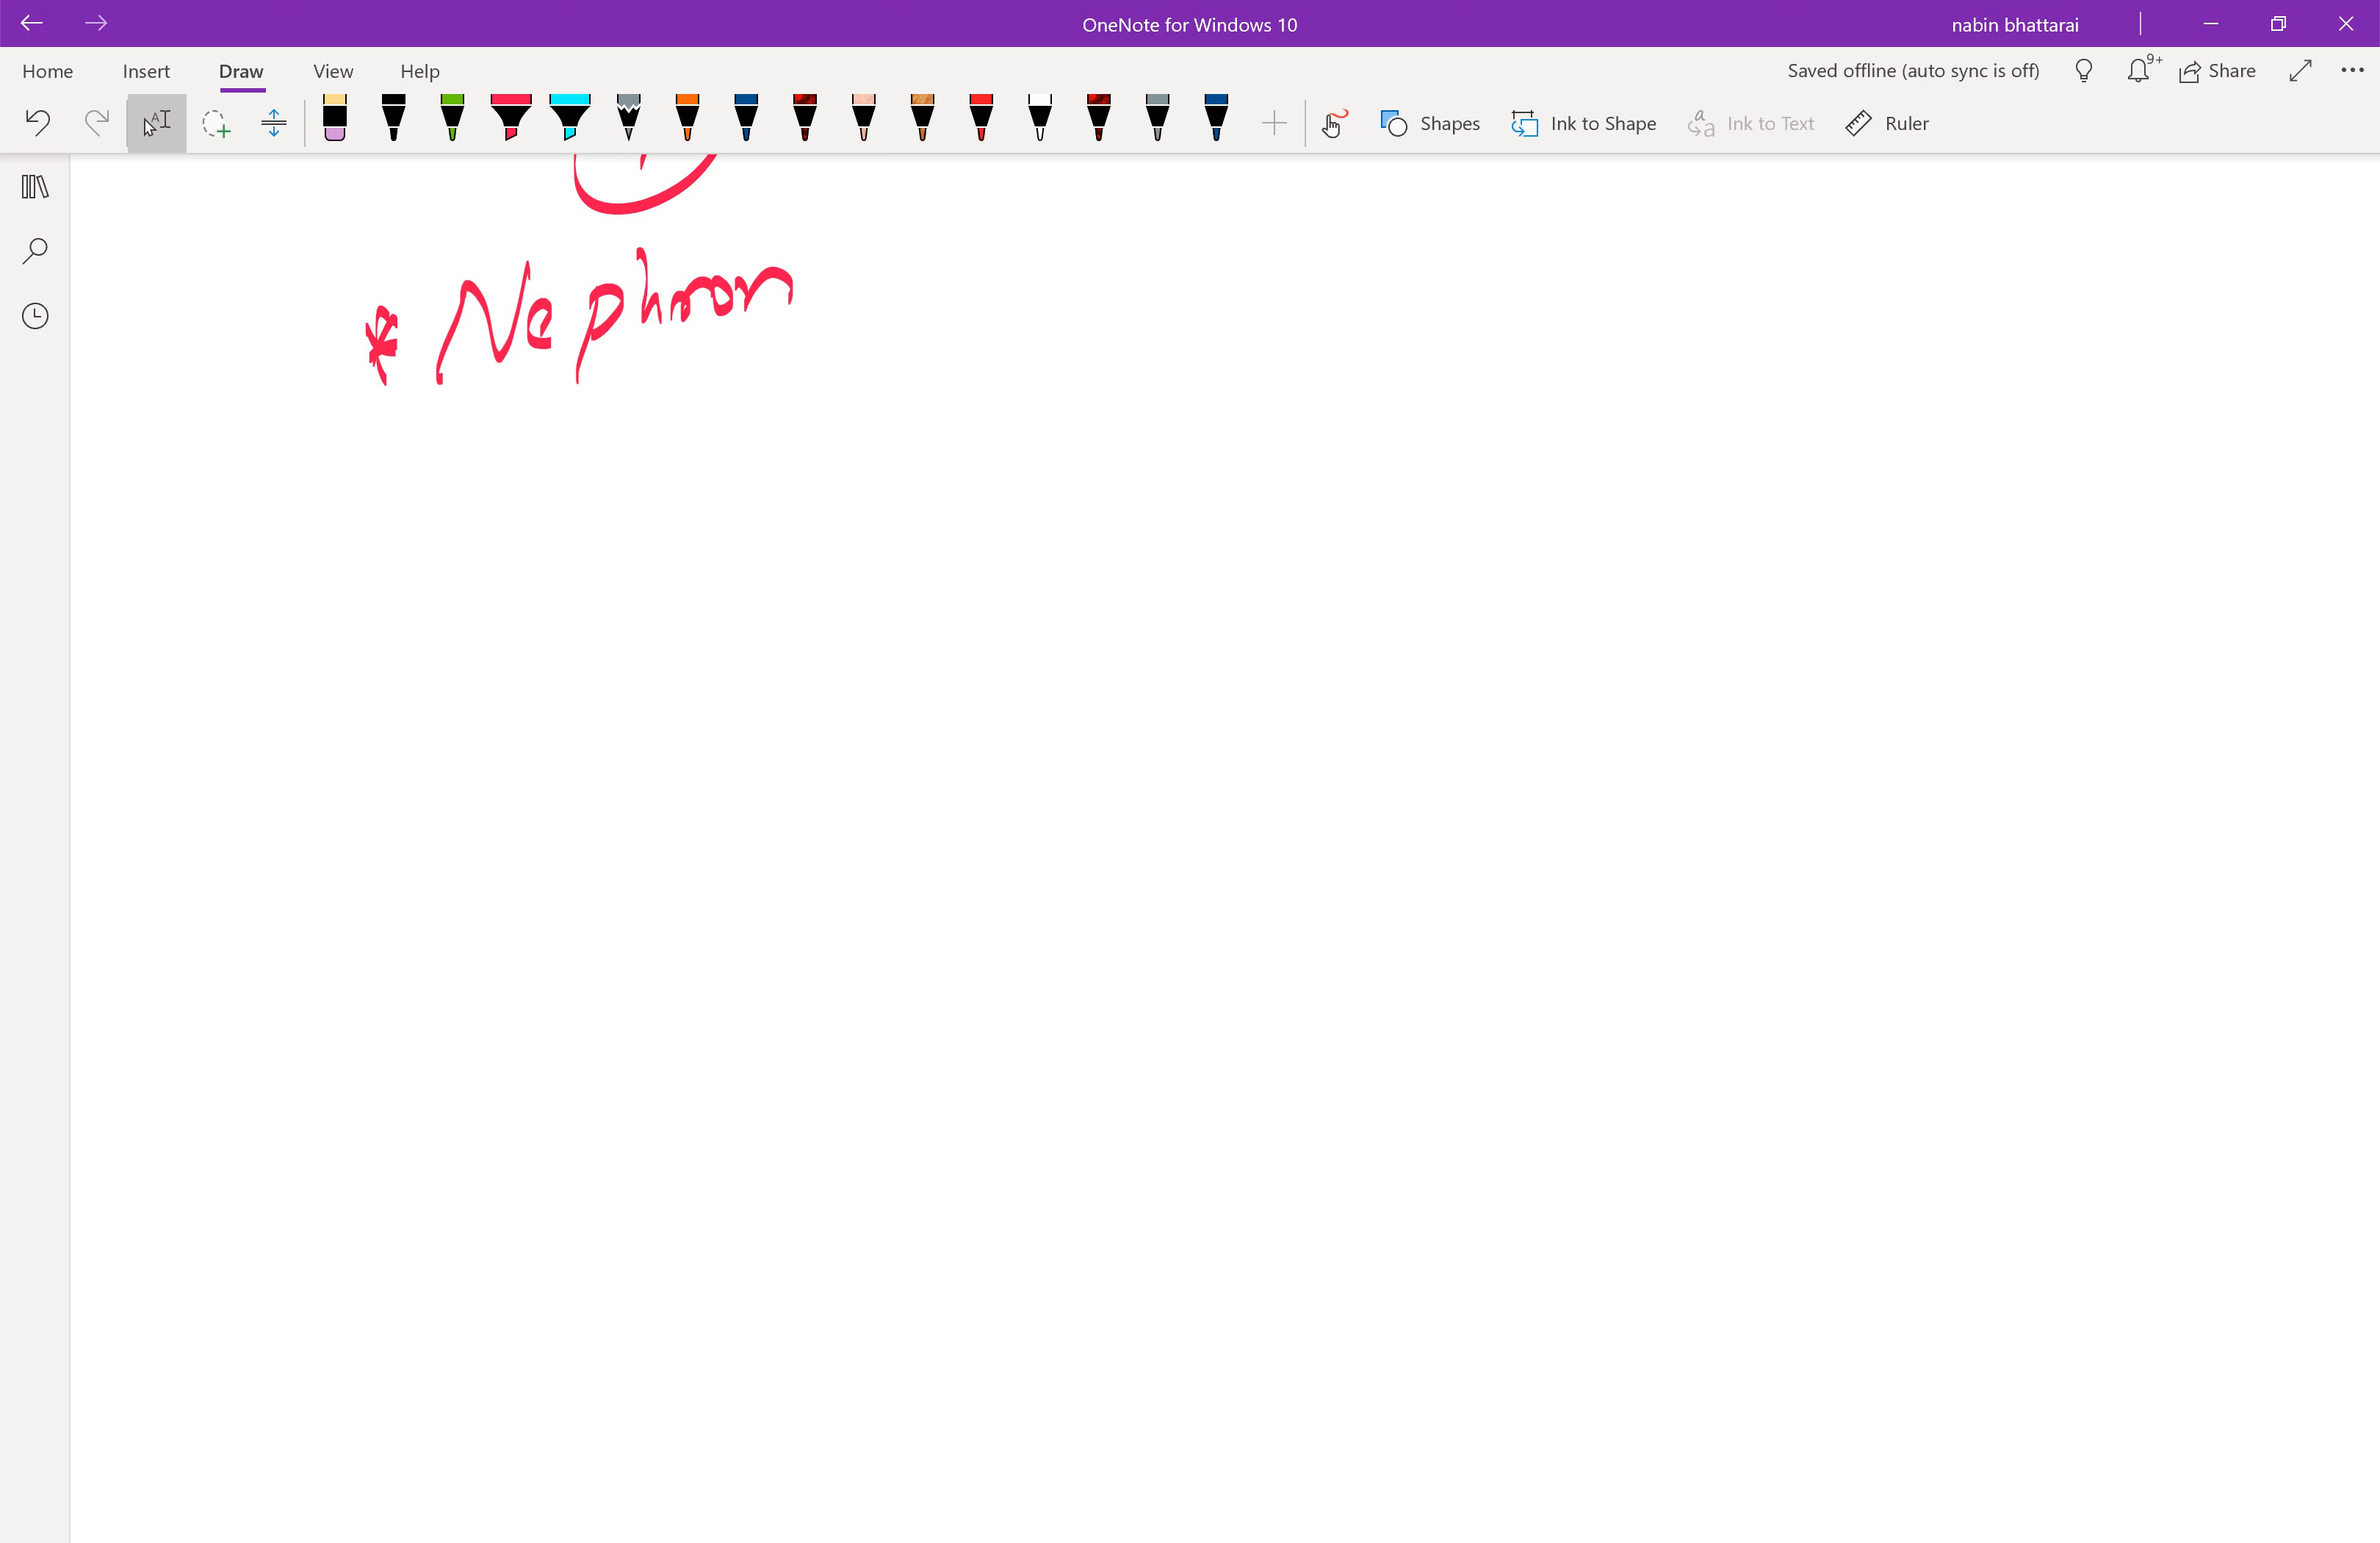 OneNote for Windows 10
nabin bhattarai
Home Insert Draw View Help
Saved offline (auto sync is off)
9+
Share
Shapes
Ink to Shape
Ink to Text
Ruler
* Nephron